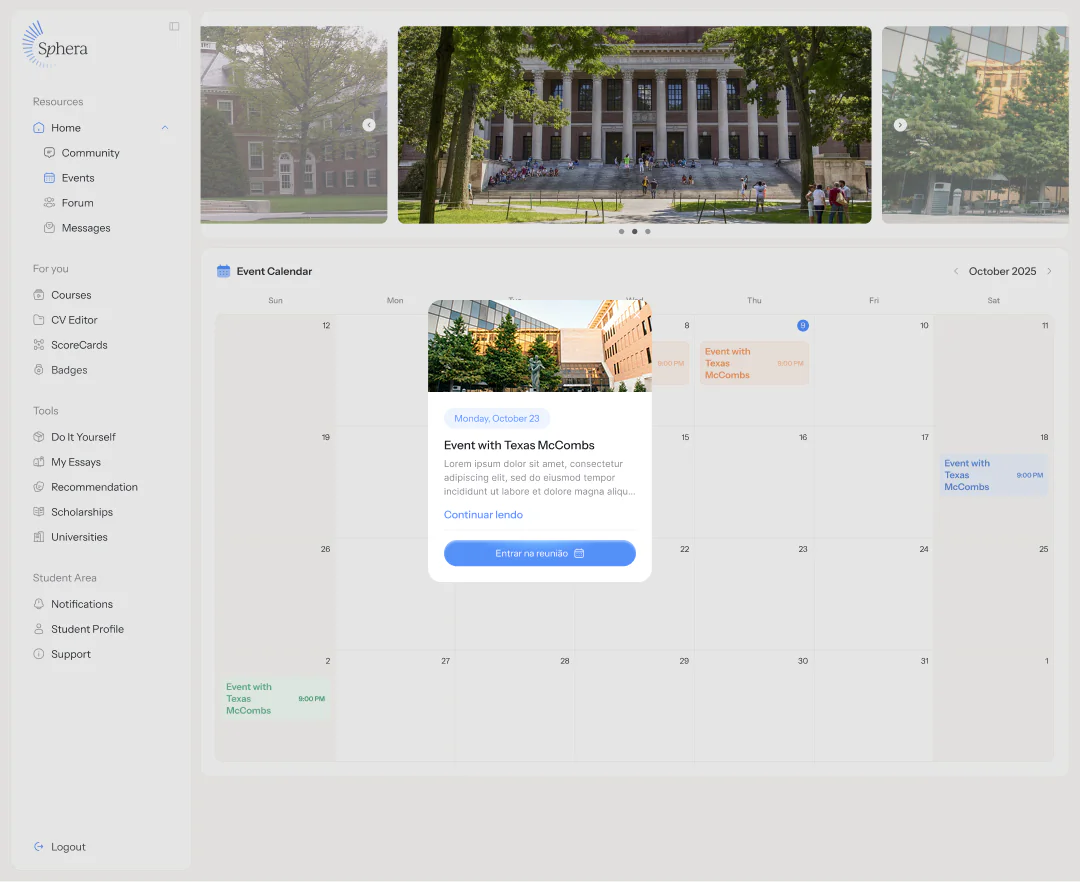 Sphera
Resources
Home
Community
Events
Forum
Messages
For you
Courses
CV Editor
ScoreCards
Badges
Tools
Do It Yourself
My Essays
Recommendation
Scholarships
Universities
Student Area
Notifications
Student Profile
Support
Logout
Event Calendar
October 2025
Sun Mon Tue Wed Thu Fri Sat
12 8 9 10 11
9:00 PM
Event with
Texas
McCombs
9:00 PM
19 15 16 17 18
Event with
Texas
McCombs
9:00 PM
26 22 23 24 25
2 27 28 29 30 31 1
Event with
Texas
McCombs
9:00 PM
Monday, October 23
Event with Texas McCombs
Lorem ipsum dolor sit amet, consectetur
adipiscing elit, sed do eiusmod tempor
incididunt ut labore et dolore magna aliqu...
Continuar lendo
Entrar na reunião